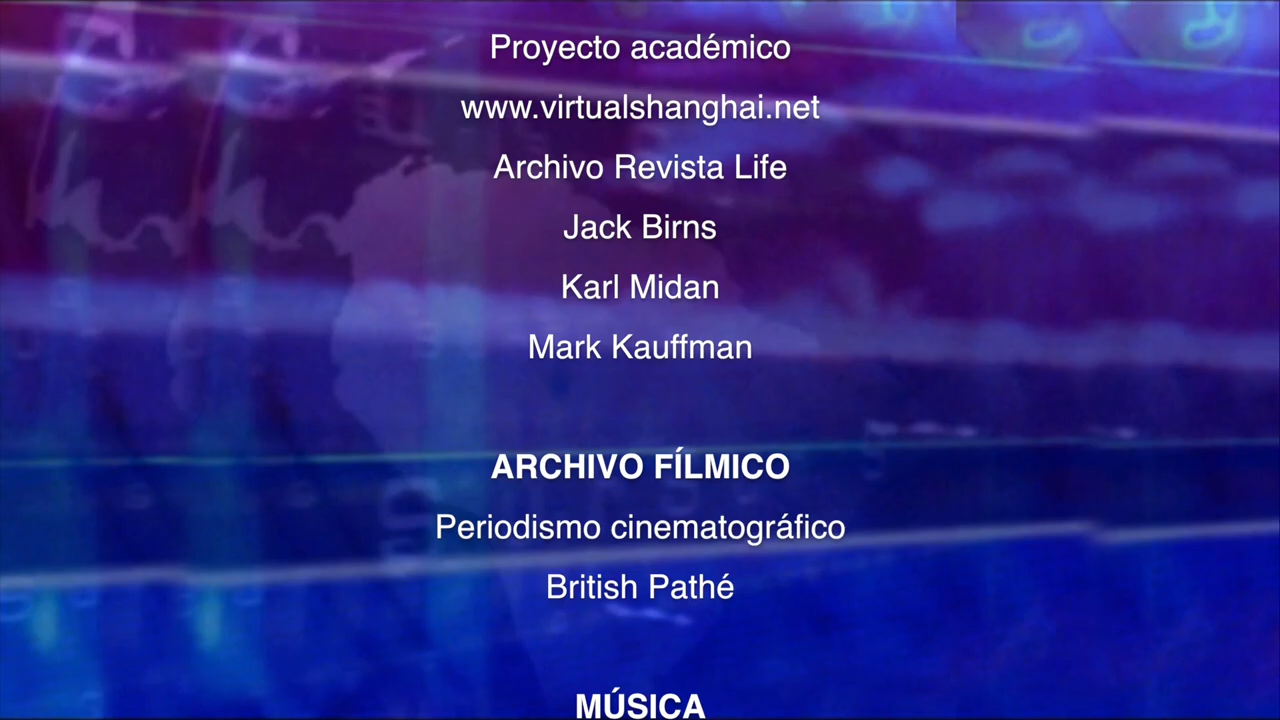 Proyecto académico
www.virtualshanghai.net
Archivo Revista Life
Jack Birns
Karl Midan
Mark Kauffman
ARCHIVO FÍLMICO
Periodismo cinematográfico
British Pathé
MÚSICA